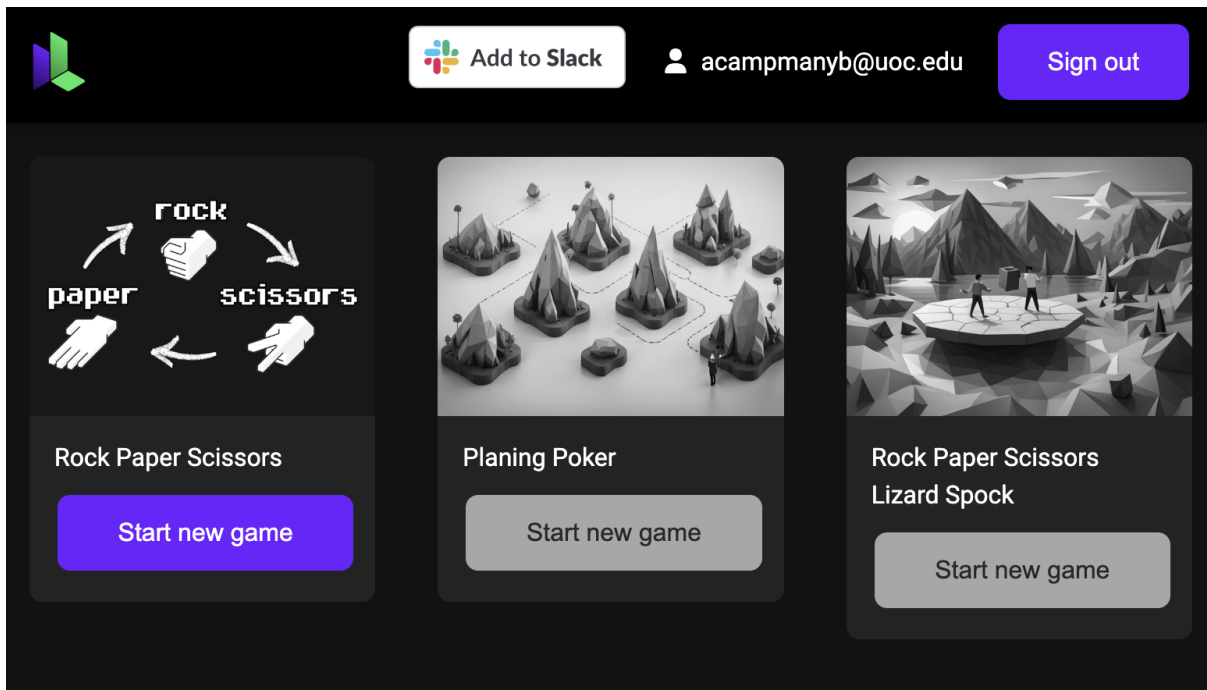 Add to Slack
acampmanyb@uoc.edu
Sign out
rock
paper
scissors
Rock Paper Scissors
Start new game
Planing Poker
Start new game
Rock Paper Scissors
Lizard Spock
Start new game